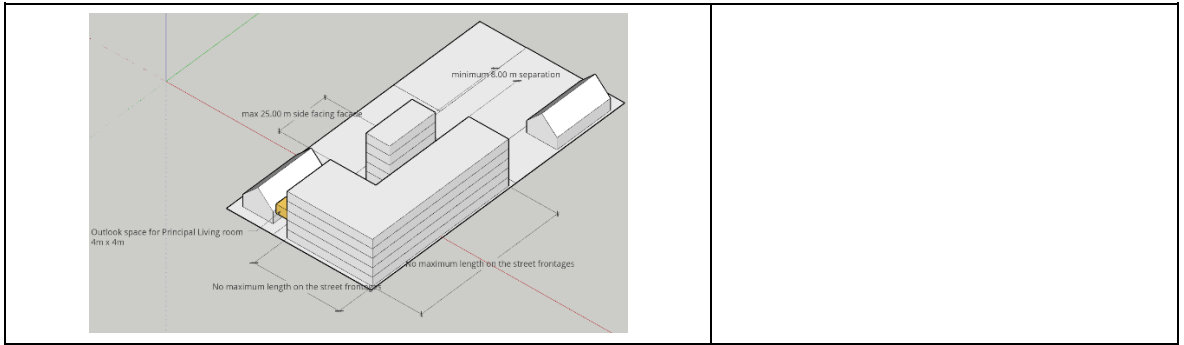 minimum 8.00 m separation
max 25.00 m side facing facade
Outlook space for Principal Living room
4m x 4m
No maximum length on the street frontages
No maximum length on the street frontages